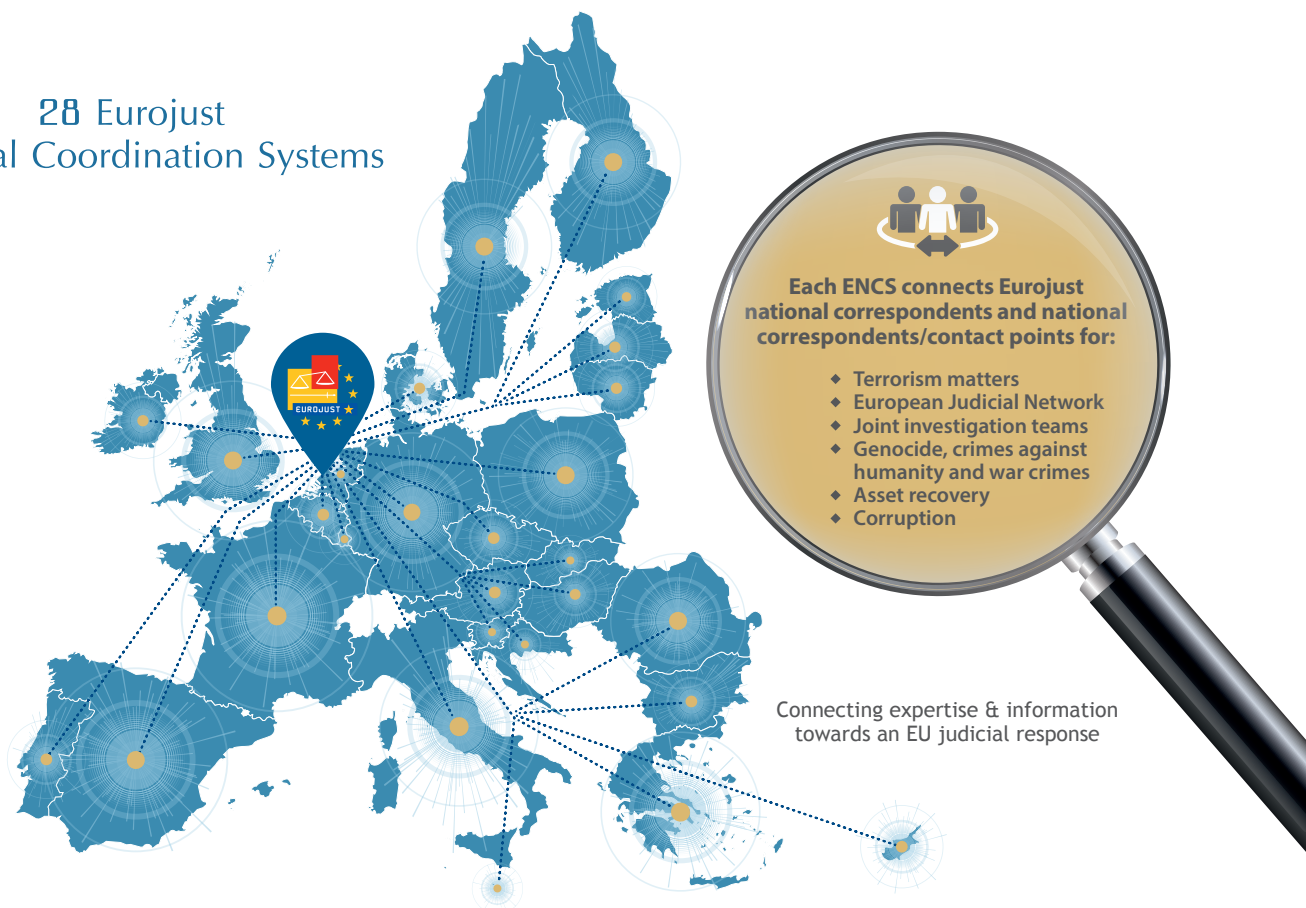 28 Eurojust
al Coordination Systems
EUROJUST
Each ENCS connects Eurojust
national correspondents and national
correspondents/contact points for:
◆ Terrorism matters
◆ European Judicial Network
◆ Joint investigation teams
◆ Genocide, crimes against
humanity and war crimes
◆ Asset recovery
◆ Corruption
Connecting expertise & information
towards an EU judicial response